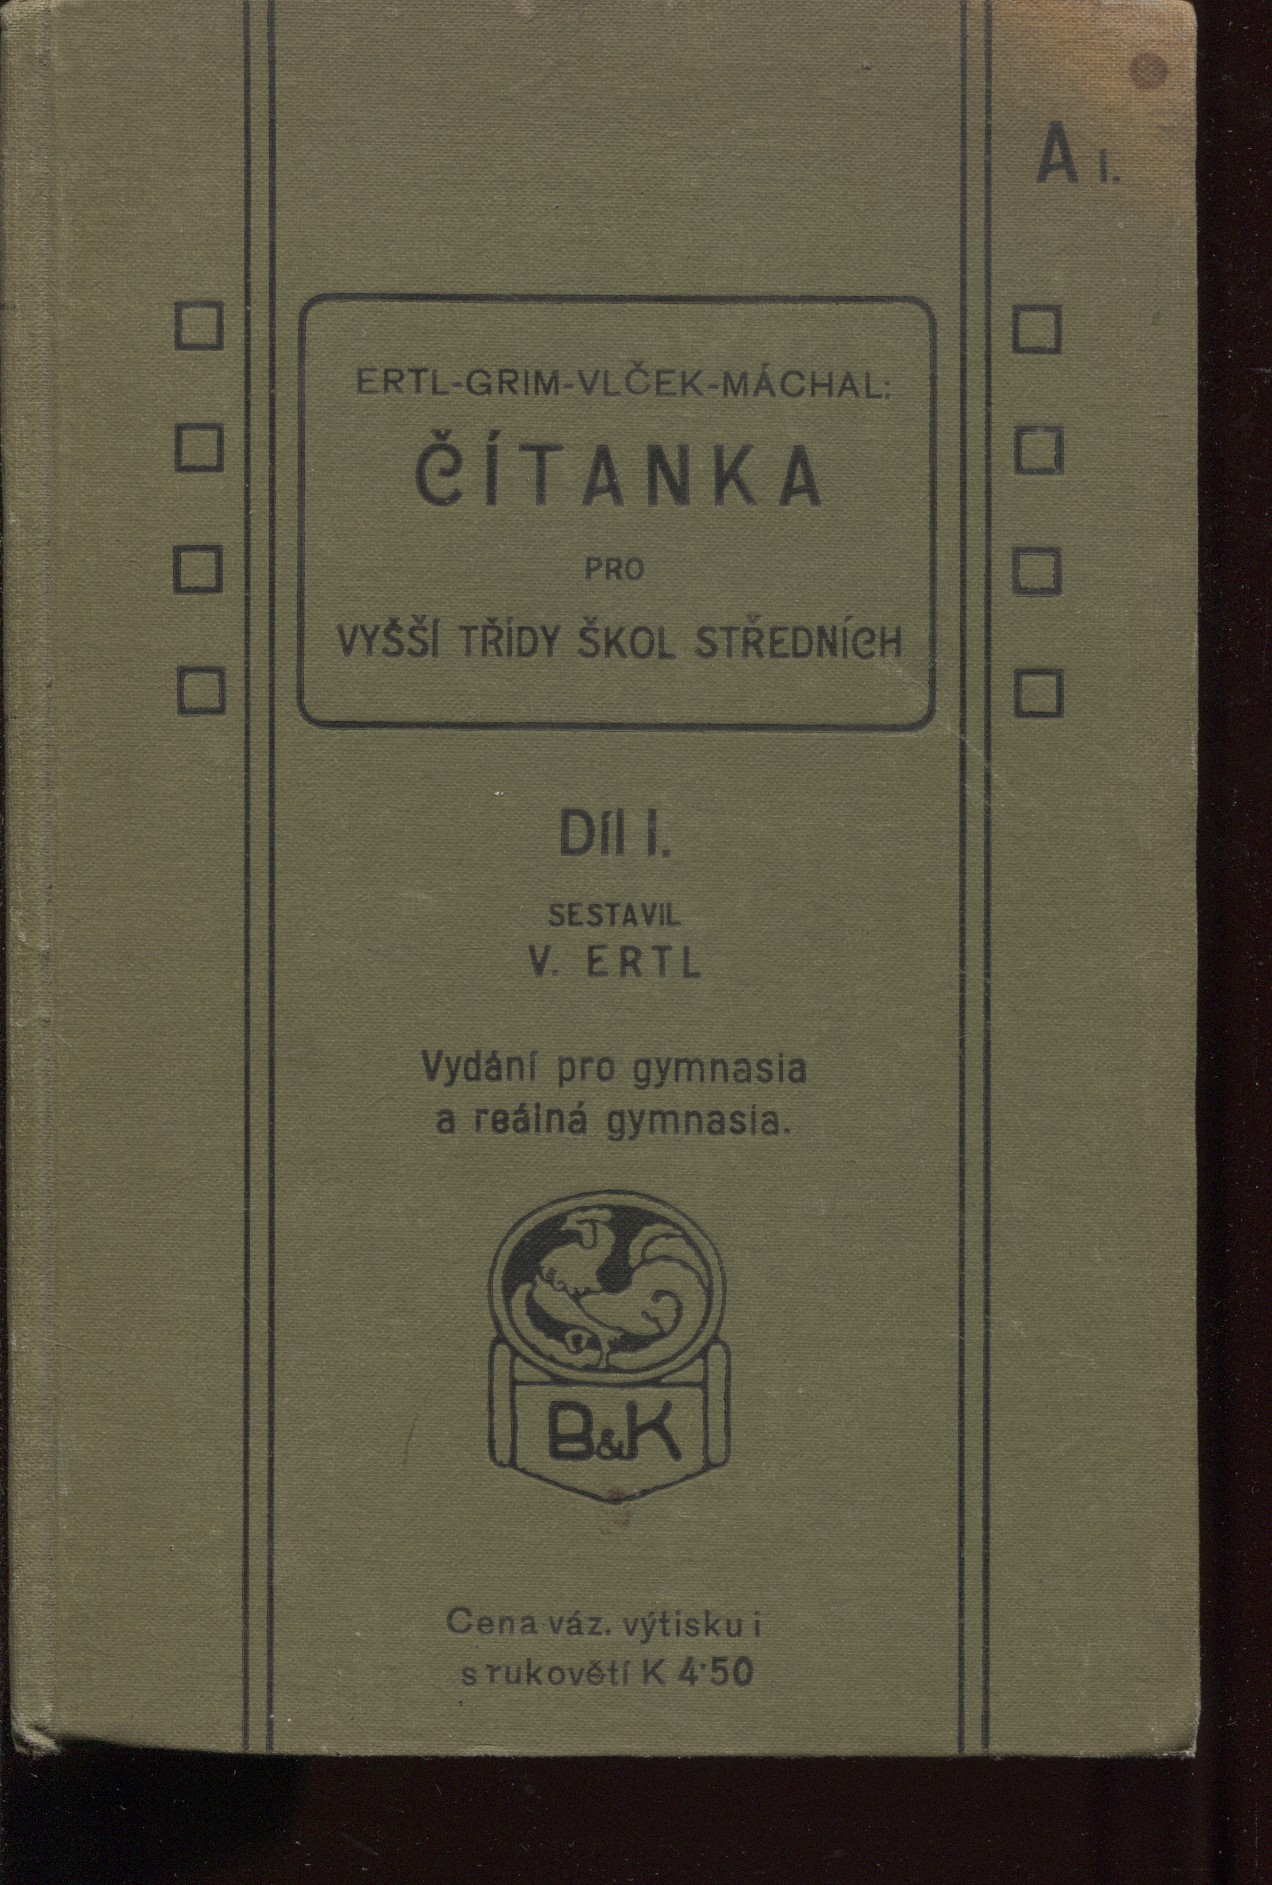 A I.
ERTL-GRIM-VLČEK-MÁCHAL:
ČÍTANKA
PRO
VYŠŠÍ TŘÍDY ŠKOL STŘEDNÍCH
Díl I.
SESTAVIL
V. ERTL
Vydání pro gymnasia
a reálná gymnasia.
B&K
Cena váz. výtisku i
s rukovětí K 4·50